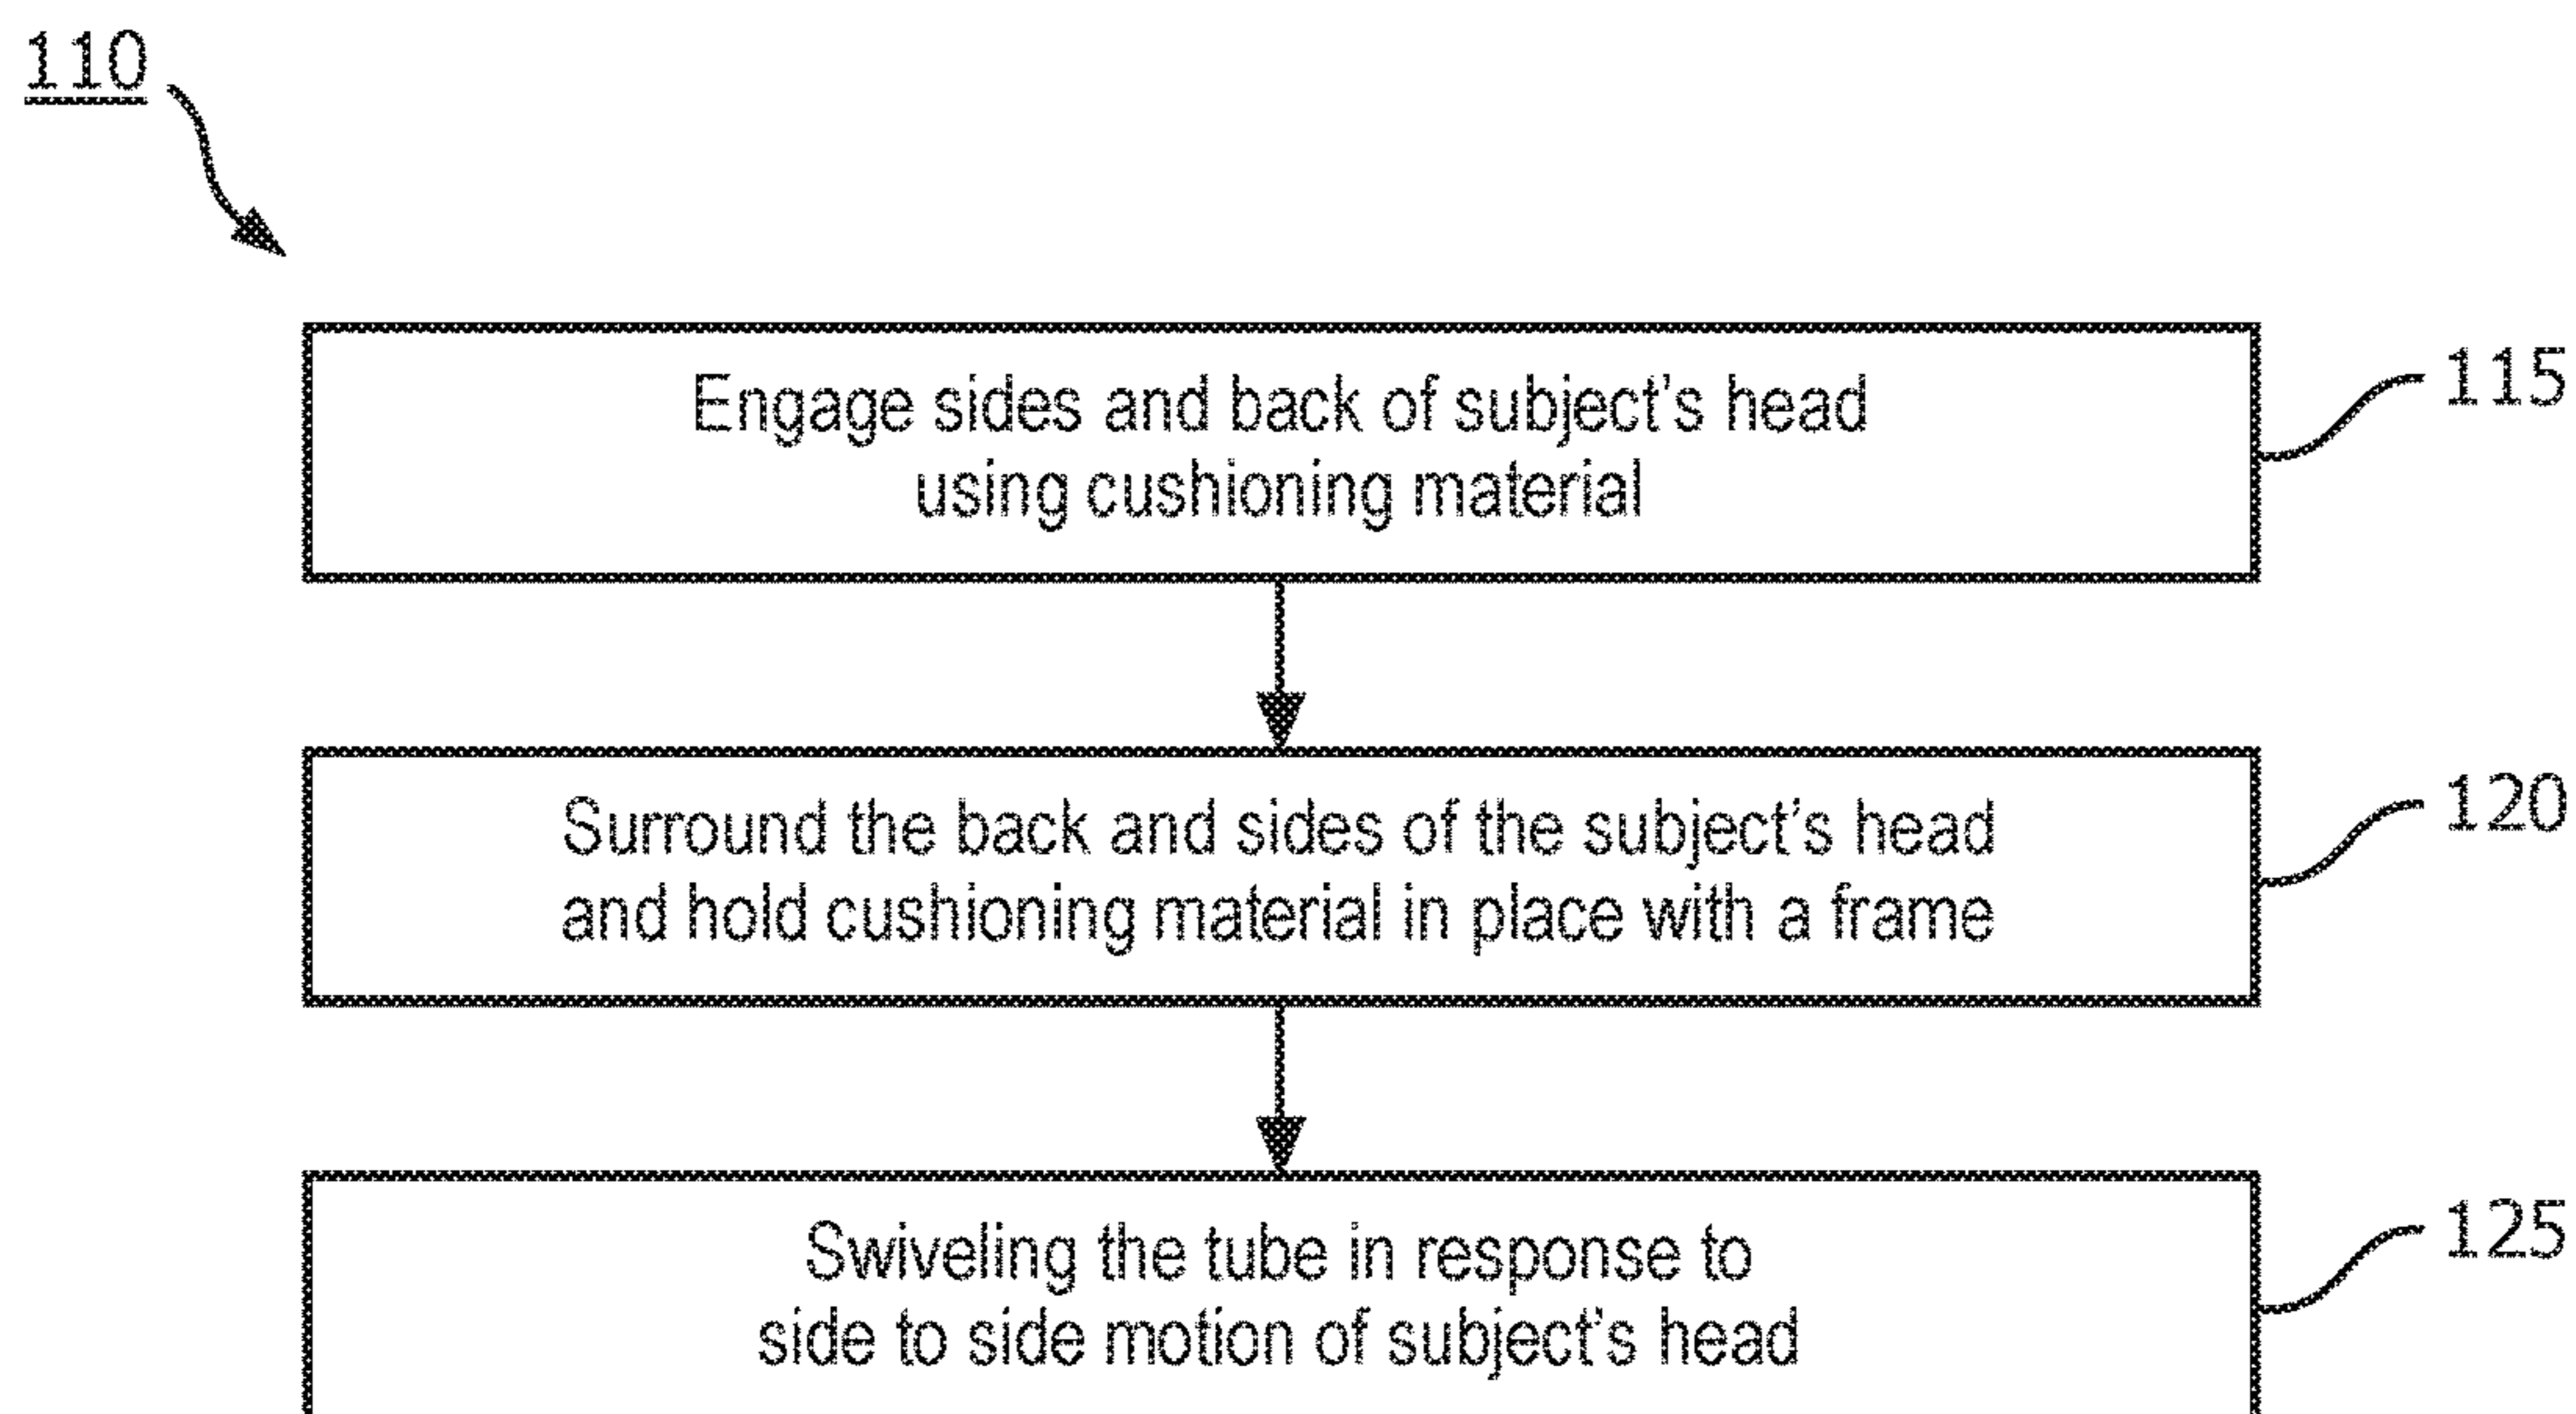 110
Engage sides and back of subject's head
using cushioning material
115
Surround the back and sides of the subject's head
and hold cushioning material in place with a frame
120
Swiveling the tube in response to
side to side motion of subject's head
125